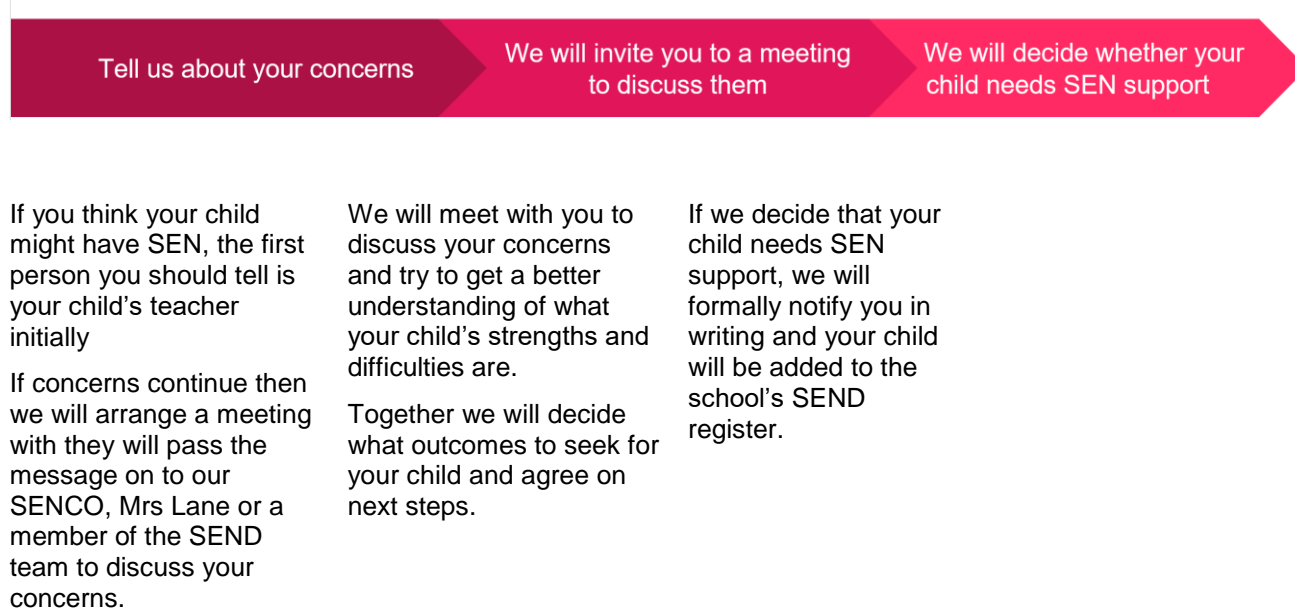 Tell us about your concerns
We will invite you to a meeting
to discuss them
We will decide whether your
child needs SEN support
If you think your child
might have SEN, the first
person you should tell is
your child’s teacher
initially
If concerns continue then
we will arrange a meeting
with they will pass the
message on to our
SENCO, Mrs Lane or a
member of the SEND
team to discuss your
concerns.
We will meet with you to
discuss your concerns
and try to get a better
understanding of what
your child’s strengths and
difficulties are.
Together we will decide
what outcomes to seek for
your child and agree on
next steps.
If we decide that your
child needs SEN
support, we will
formally notify you in
writing and your child
will be added to the
school’s SEND
register.